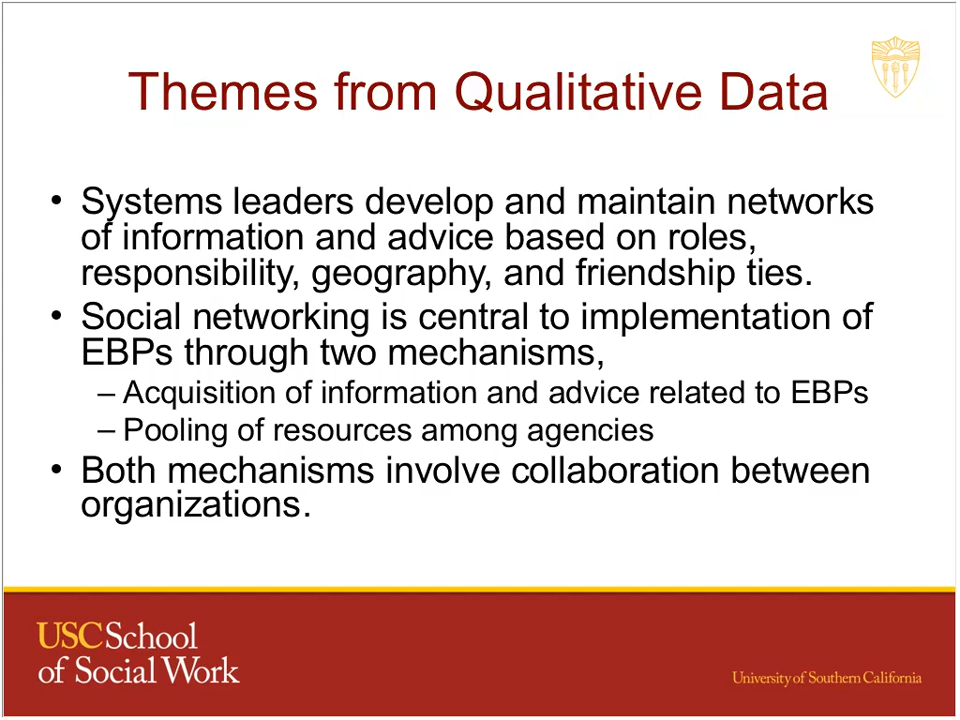 Themes from Qualitative Data
• Systems leaders develop and maintain networks
of information and advice based on roles,
responsibility, geography, and friendship ties.
• Social networking is central to implementation of
EBPs through two mechanisms,
– Acquisition of information and advice related to EBPs
– Pooling of resources among agencies
• Both mechanisms involve collaboration between
organizations.
USC School
of Social Work
University of Southern California